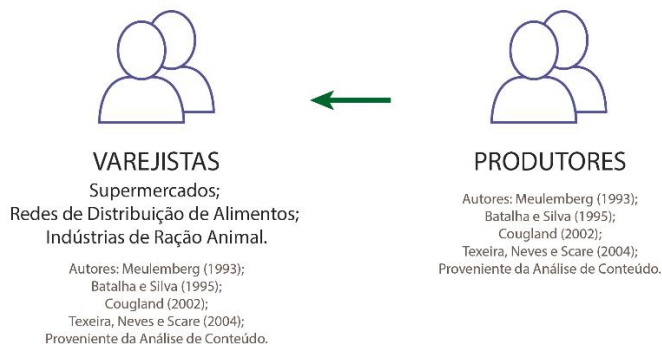 VAREJISTAS
Supermercados;
Redes de Distribuição de Alimentos;
Indústrias de Ração Animal.
Autores: Meulemberg (1993);
Batalha e Silva (1995);
Cougland (2002);
Texeira, Neves e Scare (2004);
Proveniente da Análise de Conteúdo.
PRODUTORES
Autores: Meulemberg (1993);
Batalha e Silva (1995);
Cougland (2002);
Texeira, Neves e Scare (2004);
Proveniente da Análise de Conteúdo.